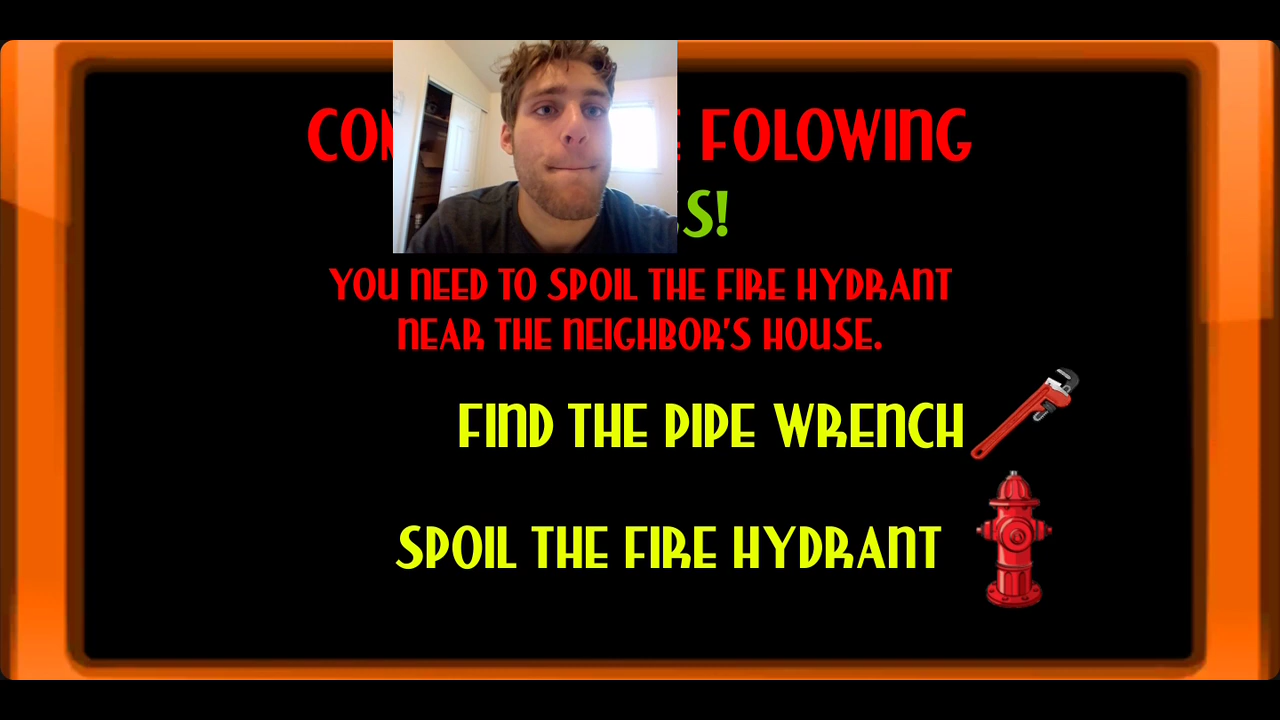 FOLOWING
YOU NEED TO SPOIL THE FIRE HYDRANT
NEAR THE NEIGHBOR'S HOUSE.
FIND THE PIPE WRENCH
SPOIL THE FIRE HYDRANT